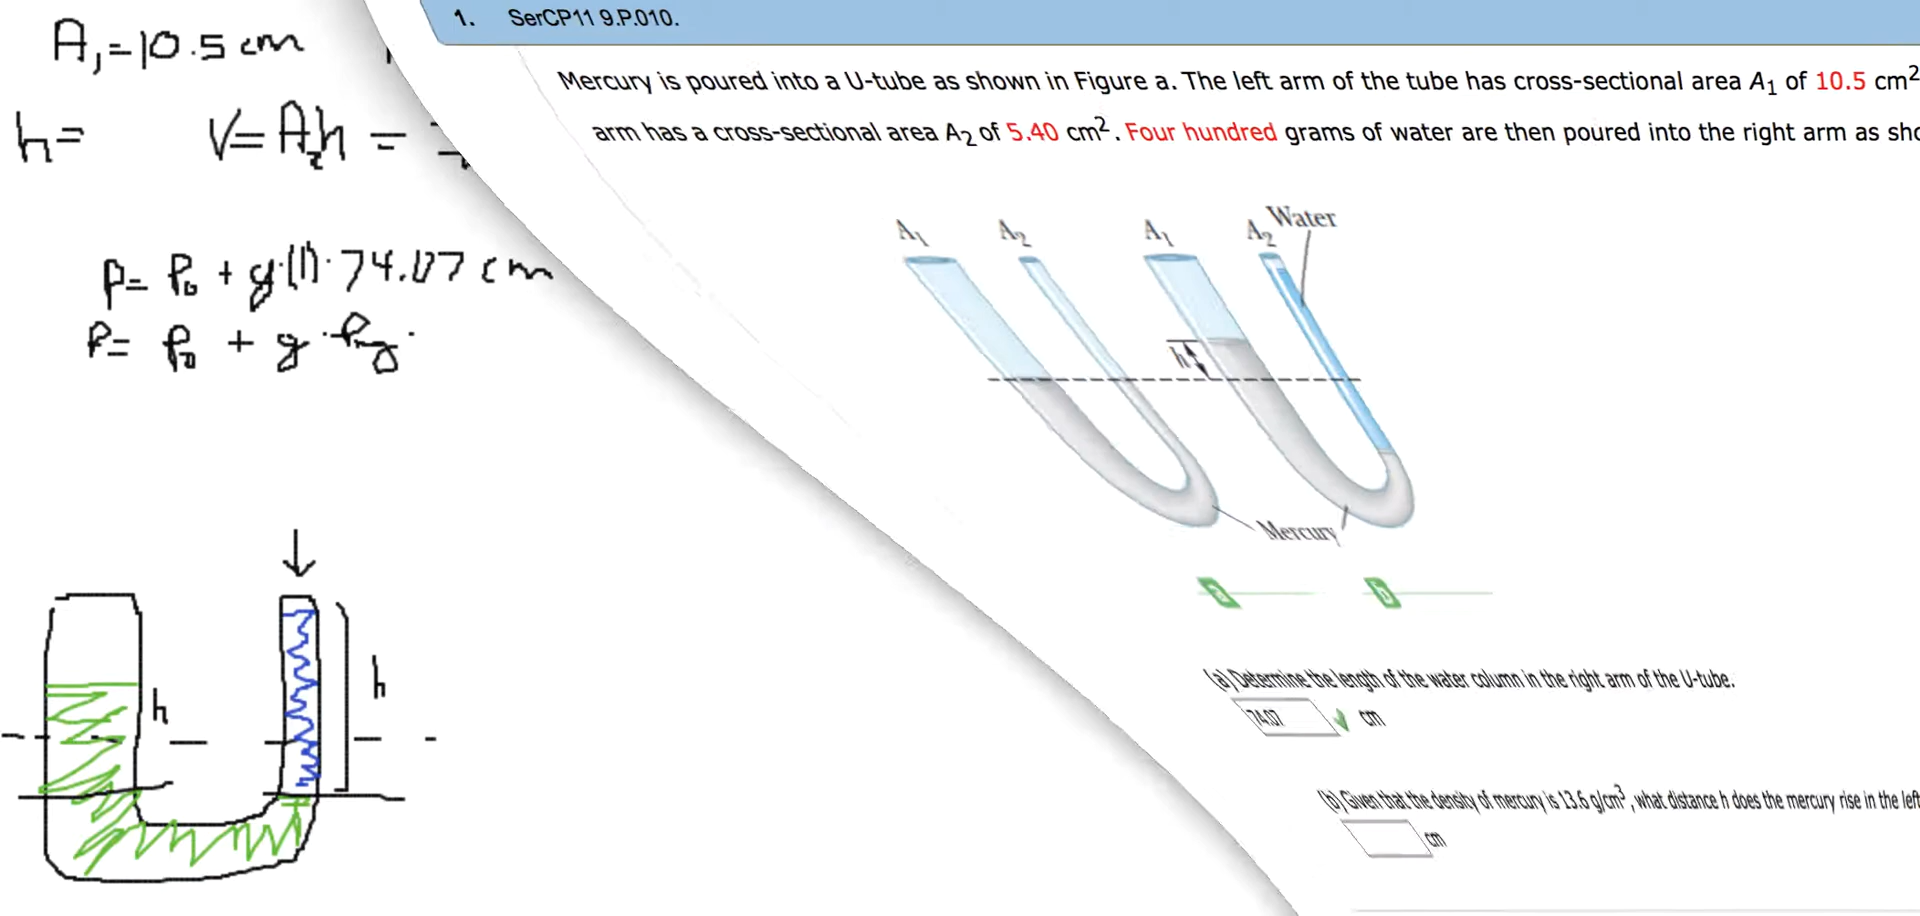 A₁=10.5 cm
h= V=A₂h =
P= P₀ + g·(1)·74.07 cm
P= P₀ + g·ρHg·
h
h
1. SerCP11 9.P.010.
Mercury is poured into a U-tube as shown in Figure a. The left arm of the tube has cross-sectional area A₁ of 10.5 cm²
arm has a cross-sectional area A₂ of 5.40 cm². Four hundred grams of water are then poured into the right arm as sho
A₁ A₂ A₁ A₂ Water
h
Mercury
a b
(a) Determine the length of the water column in the right arm of the U-tube.
74.07 cm
(b) Given that the density of mercury is 13.6 g/cm³, what distance h does the mercury rise in the left
cm